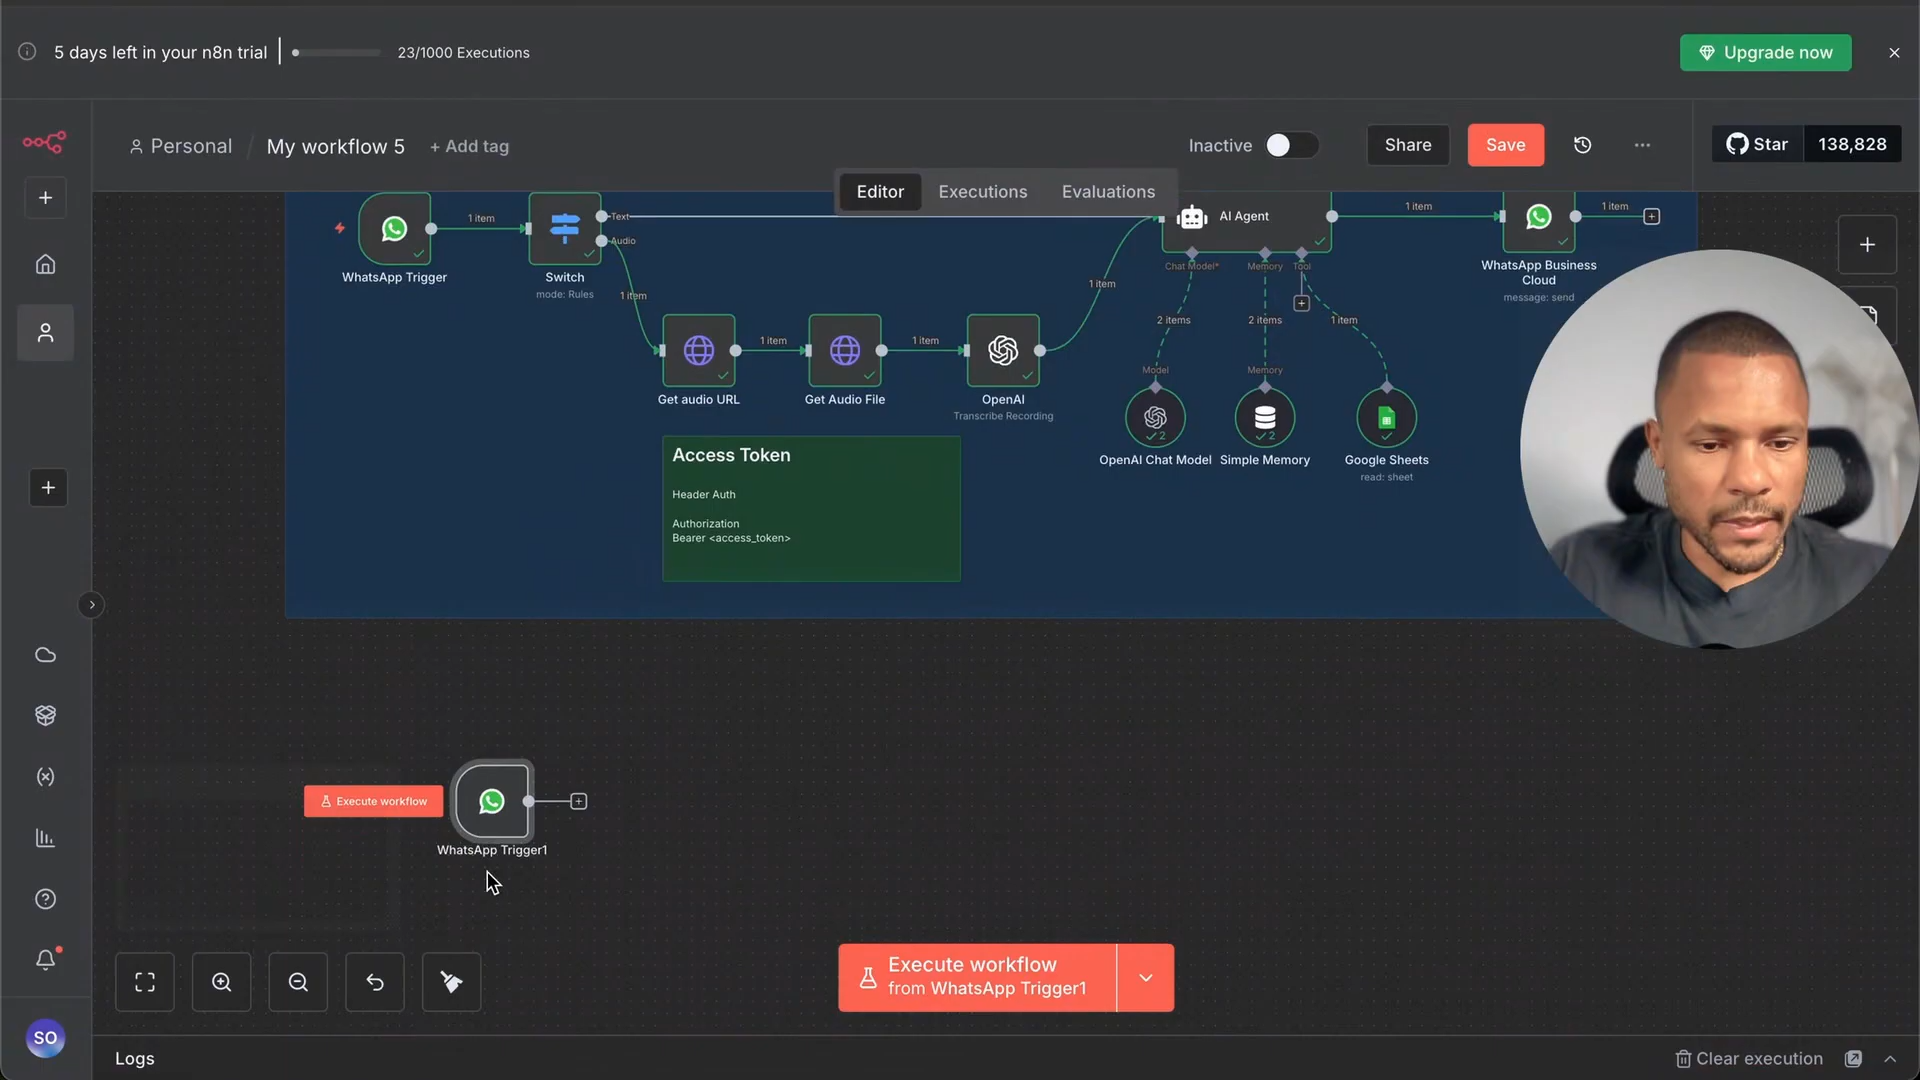 5 days left in your n8n trial
23/1000 Executions
Upgrade now
Personal / My workflow 5
+ Add tag
Inactive
Share
Save
Star
138,828
Editor
Executions
Evaluations
WhatsApp Trigger
1 item
Switch
mode: Rules
Text
Audio
1 item
Get audio URL
1 item
Get Audio File
1 item
OpenAI
Transcribe Recording
1 item
AI Agent
Chat Model*
Memory
Tool
2 items
2 items
1 item
Model
Memory
2
2
OpenAI Chat Model
Simple Memory
Google Sheets
read: sheet
1 item
WhatsApp Business
Cloud
message: send
1 item
Access Token
Header Auth
Authorization
Bearer <access_token>
Execute workflow
WhatsApp Trigger1
Execute workflow
from WhatsApp Trigger1
SO
Logs
Clear execution